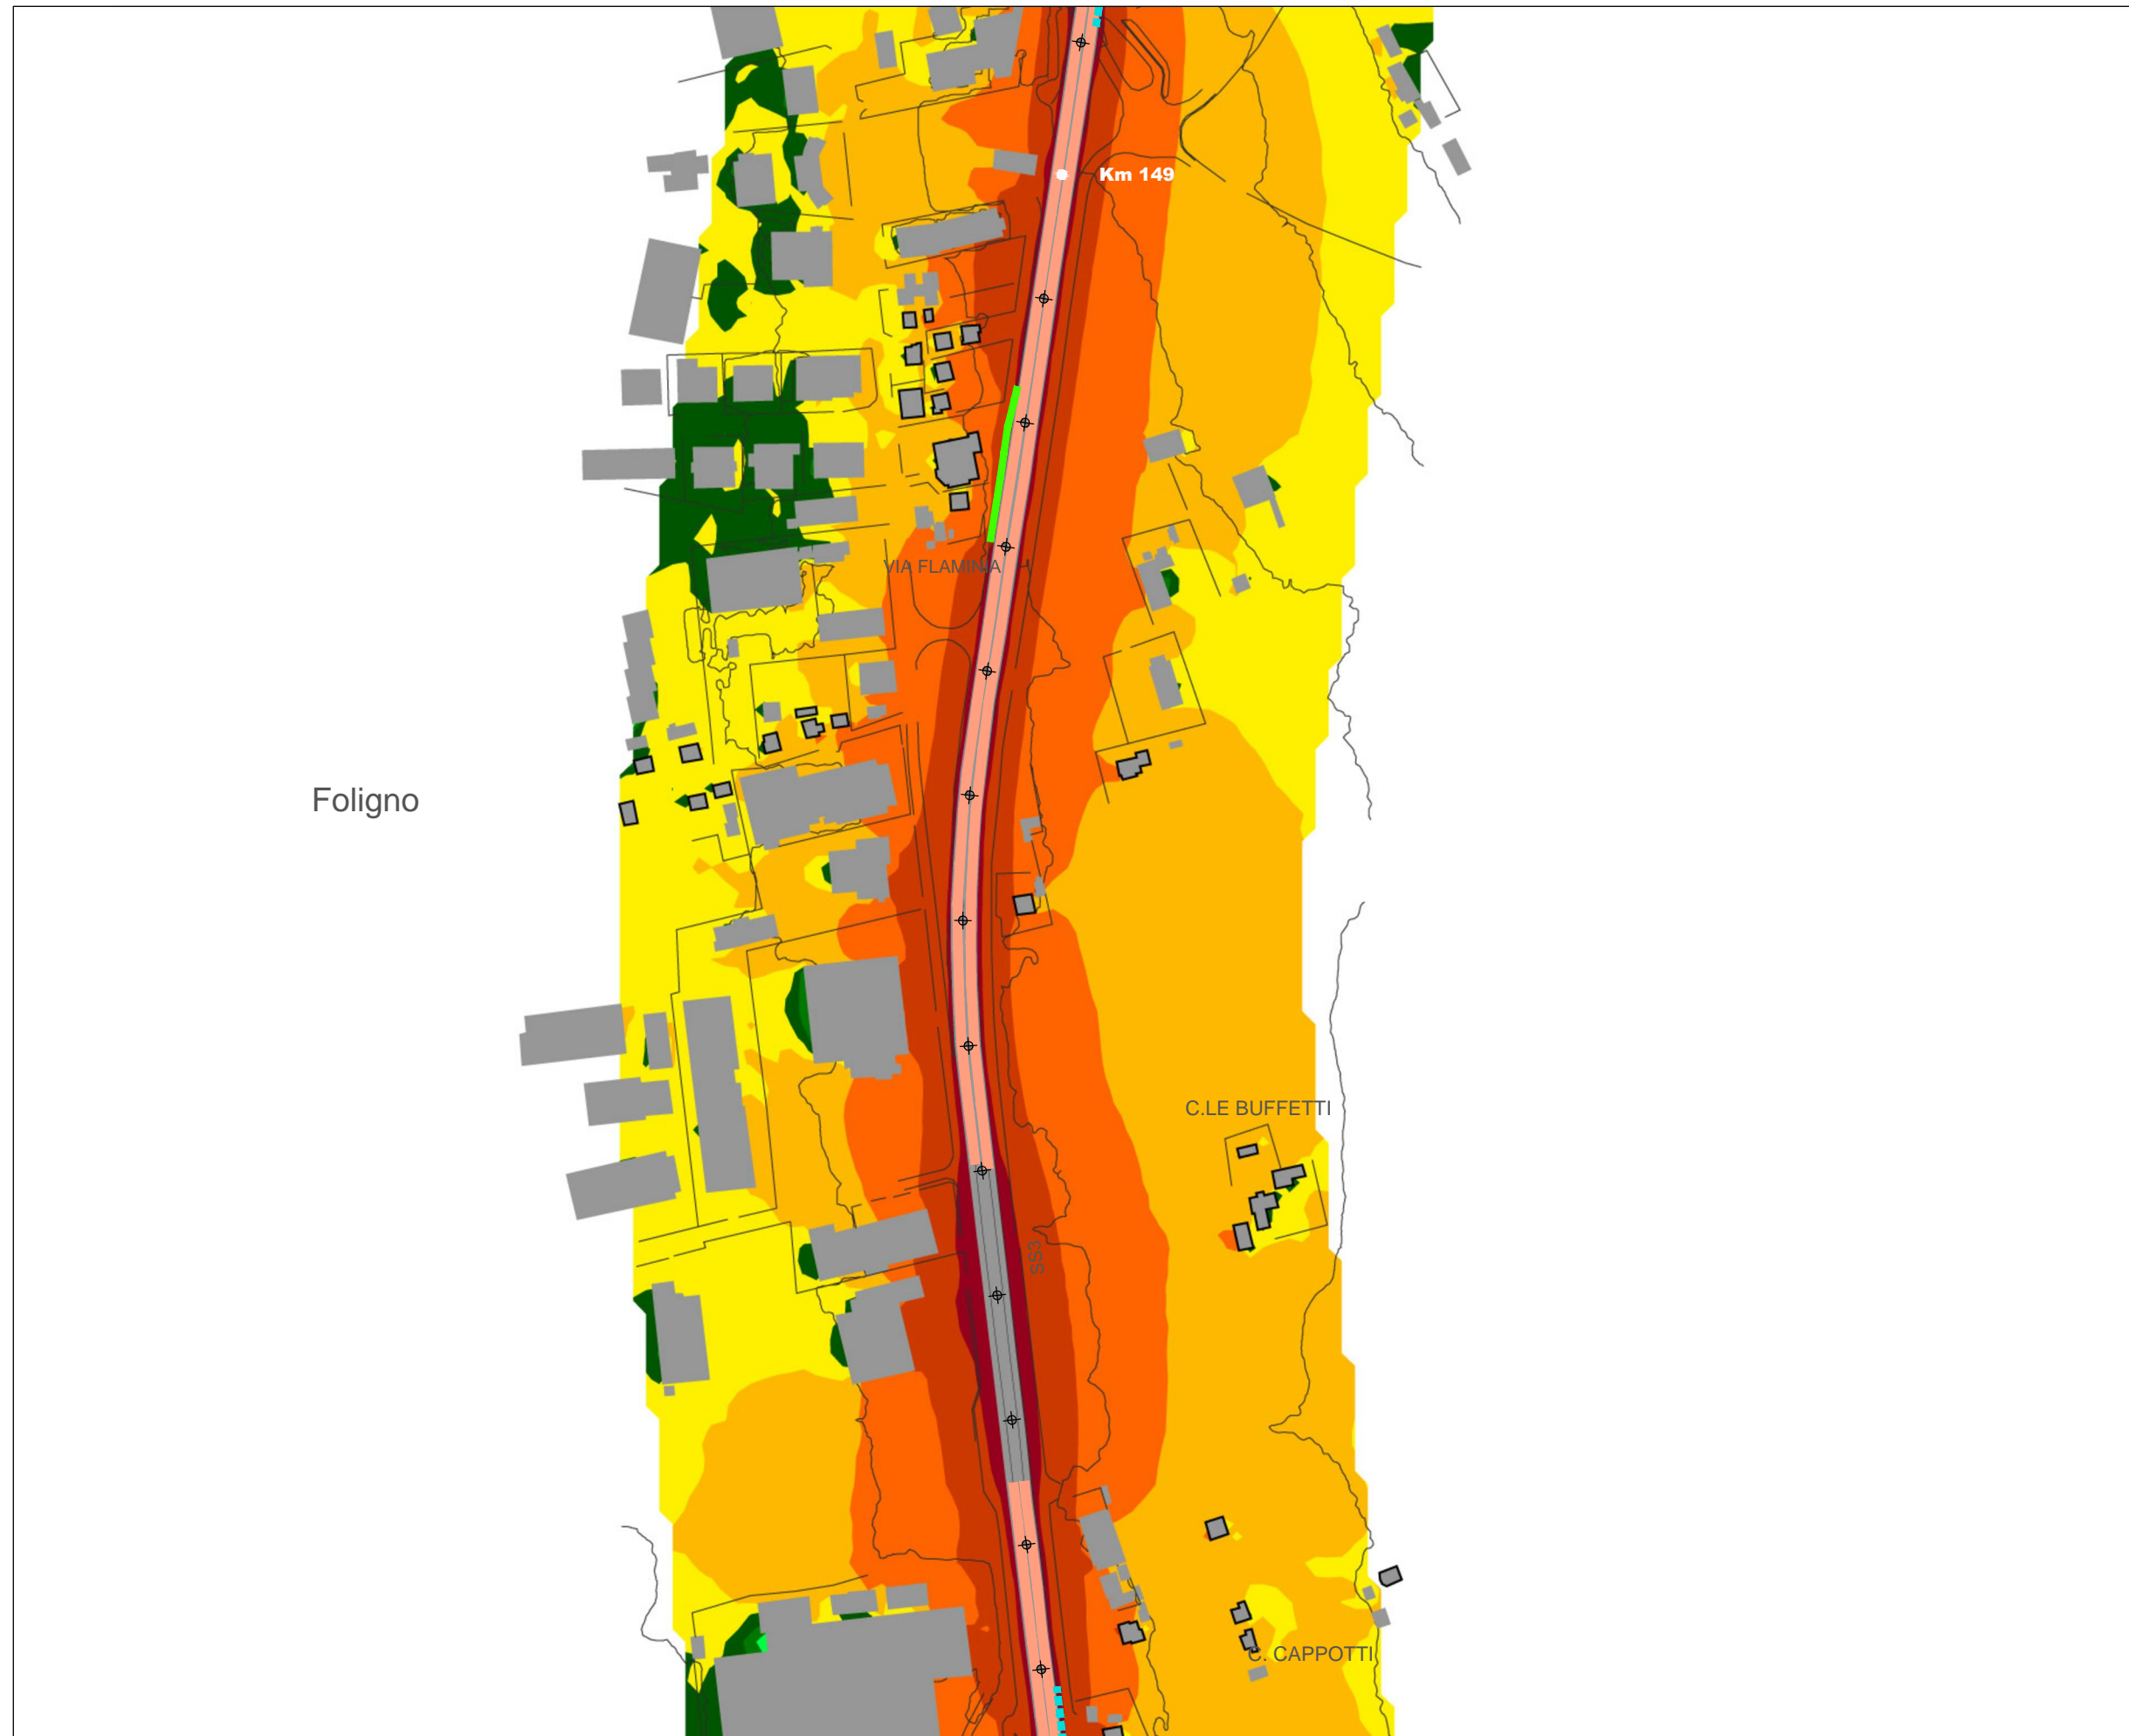 Km 149
VIA FLAMINIA
Foligno
C.LE BUFFETTI
SS3
C. CAPPOTTI